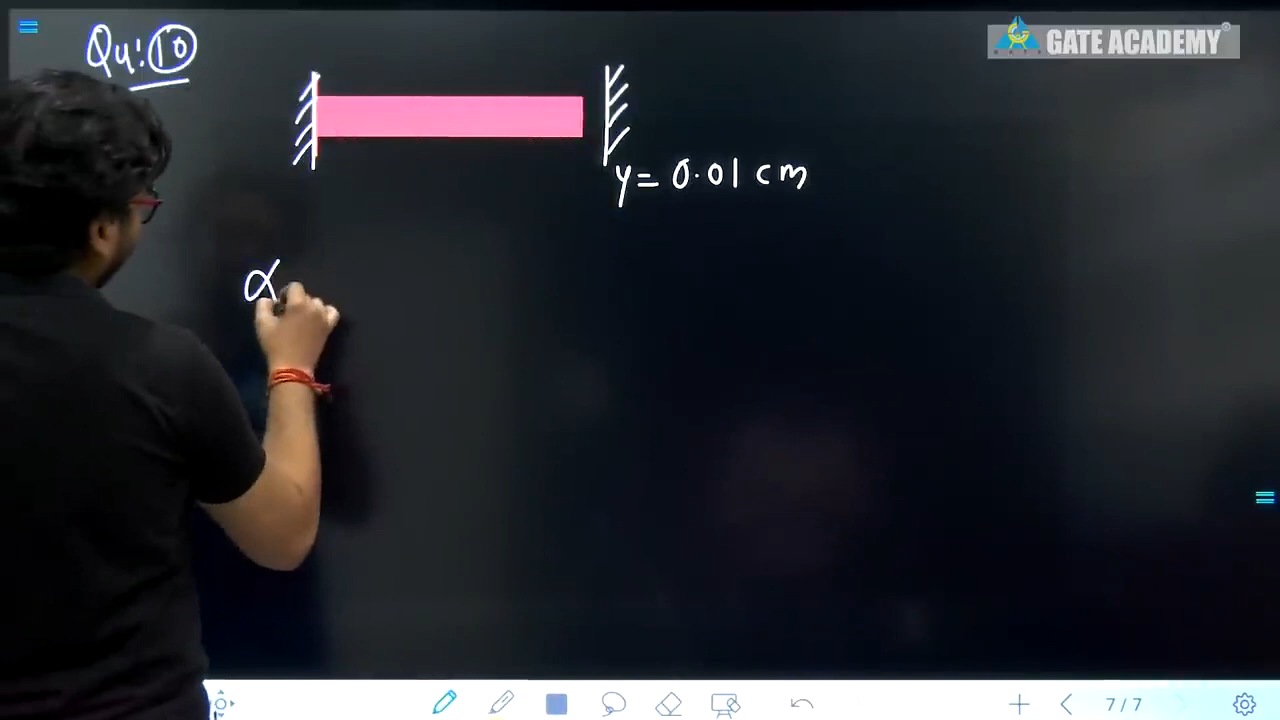 Qu: 10
GATE ACADEMY
y = 0.01 cm
α
7/7